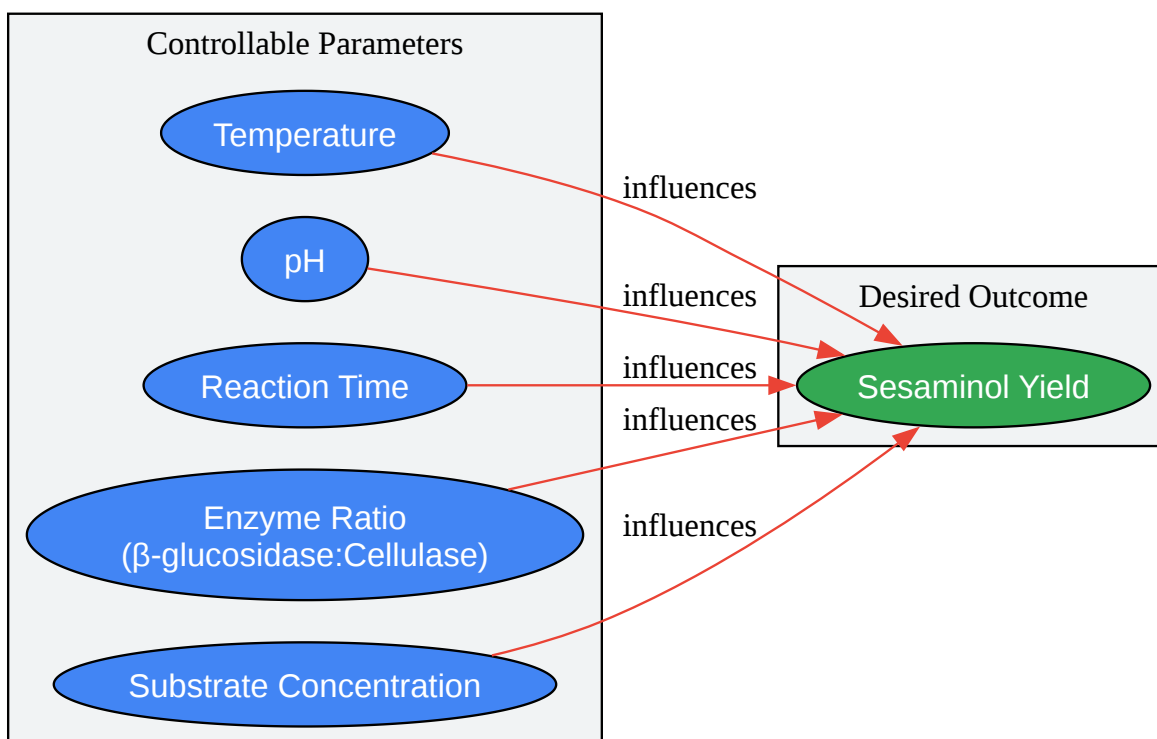 Controllable Parameters
Temperature
influences
pH
influences
Desired Outcome
Reaction Time
influences
Sesaminol Yield
influences
Enzyme Ratio
(β-glucosidase:Cellulase)
influences
Substrate Concentration